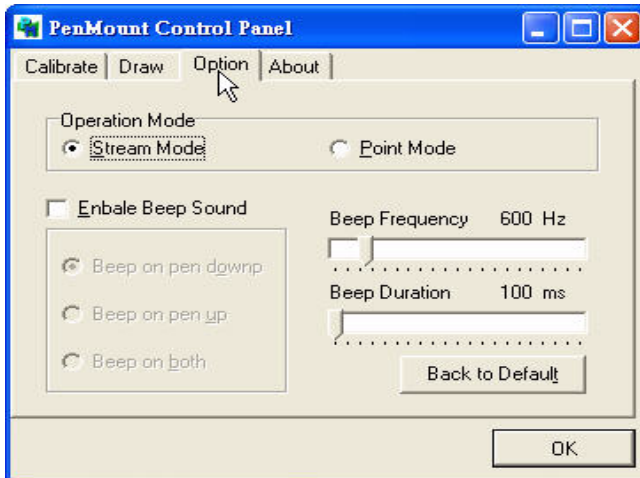 PenMount Control Panel
Calibrate Draw Option About
Operation Mode
Stream Mode Point Mode
Enbale Beep Sound
Beep Frequency 600 Hz
Beep on pen downp
Beep Duration 100 ms
Beep on pen up
Beep on both
Back to Default
OK